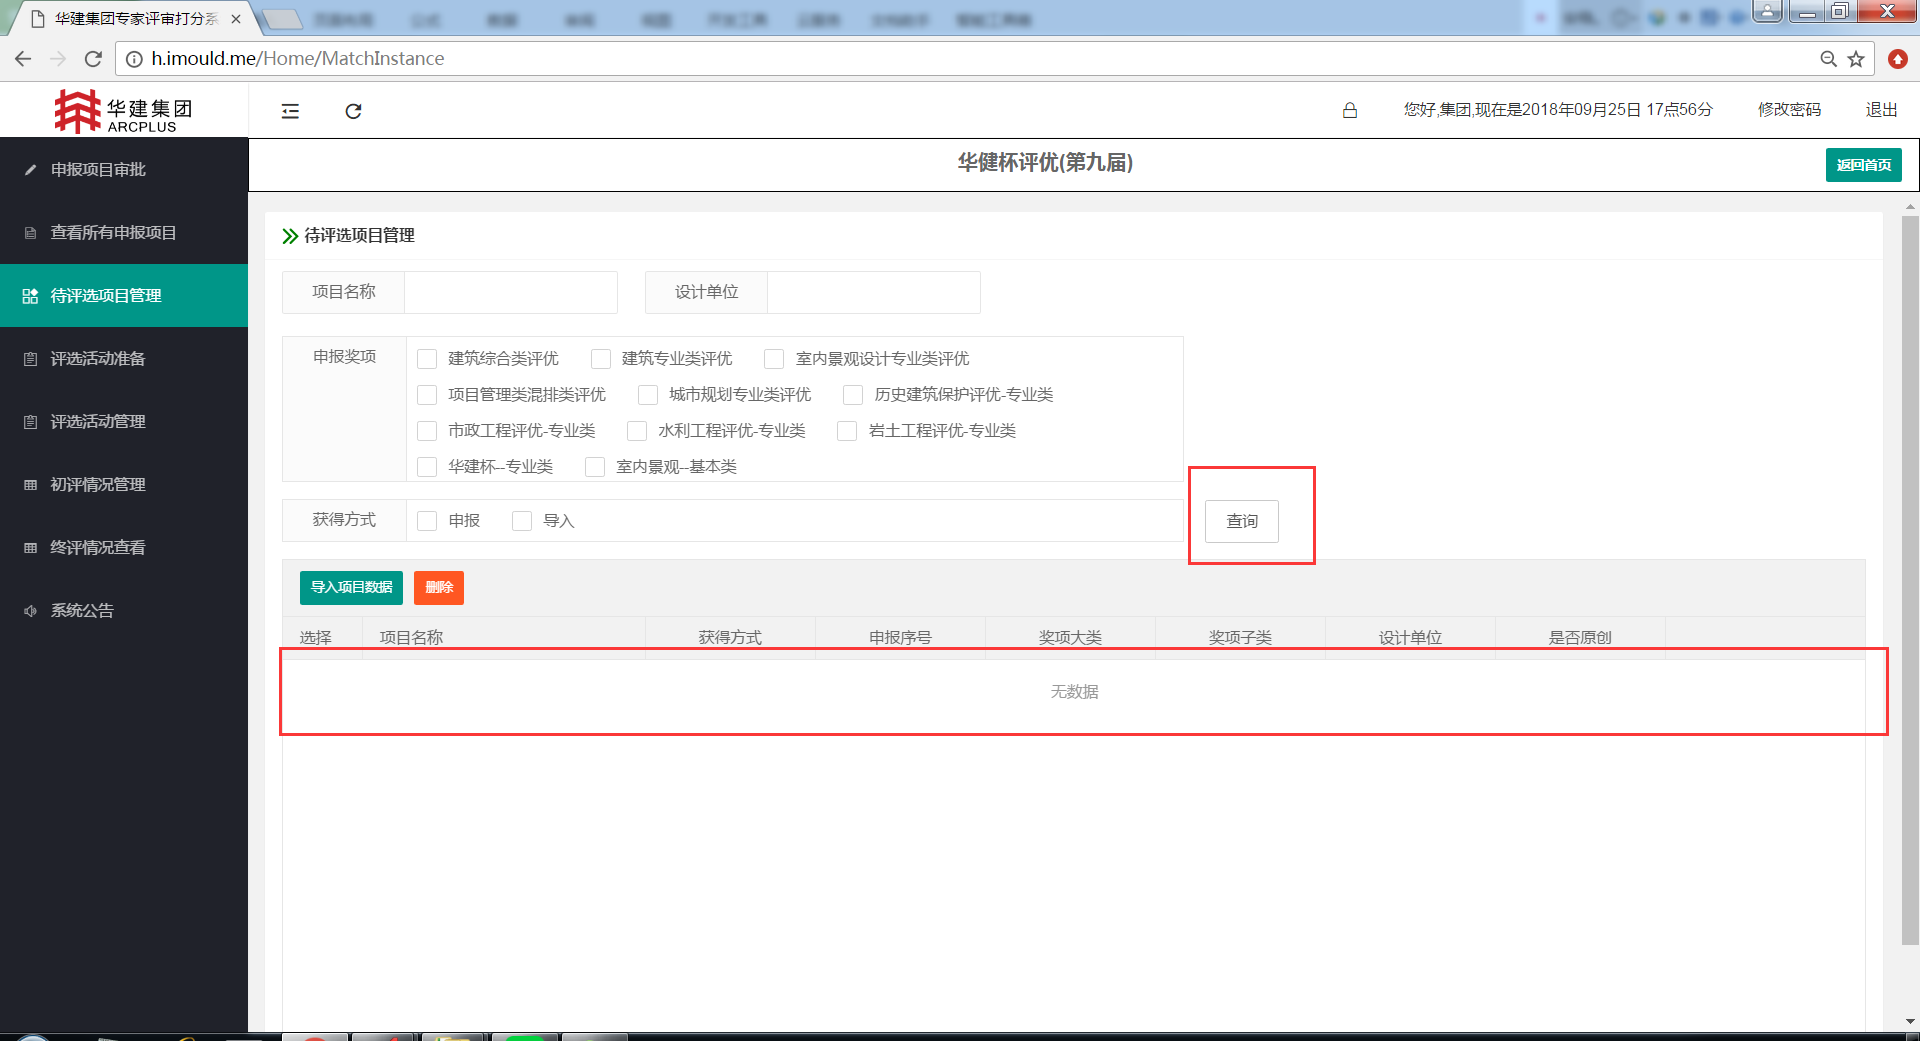 华建集团专家评审打分系
h.imould.me/Home/MatchInstance
华建集团
ARCPLUS
您好,集团,现在是2018年09月25日 17点56分
修改密码
退出
华健杯评优(第九届)
返回首页
申报项目审批
查看所有申报项目
待评选项目管理
评选活动准备
评选活动管理
初评情况管理
终评情况查看
系统公告
待评选项目管理
项目名称
设计单位
申报奖项
建筑综合类评优 建筑专业类评优 室内景观设计专业类评优
项目管理类混排类评优 城市规划专业类评优 历史建筑保护评优-专业类
市政工程评优-专业类 水利工程评优-专业类 岩土工程评优-专业类
华建杯--专业类 室内景观--基本类
获得方式 申报 导入
查询
导入项目数据 删除
选择 项目名称 获得方式 申报序号 奖项大类 奖项子类 设计单位 是否原创
无数据